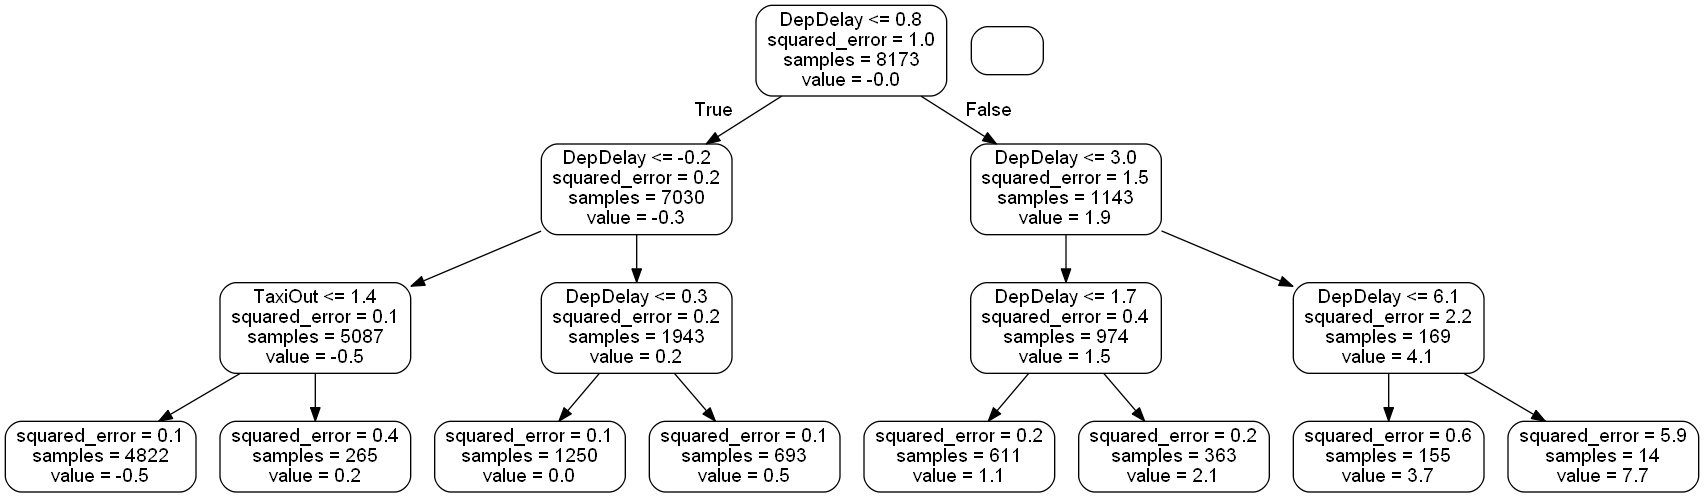 DepDelay <= 0.8
squared_error = 1.0
samples = 8173
value = -0.0
True
False
DepDelay <= -0.2
squared_error = 0.2
samples = 7030
value = -0.3
DepDelay <= 3.0
squared_error = 1.5
samples = 1143
value = 1.9
TaxiOut <= 1.4
squared_error = 0.1
samples = 5087
value = -0.5
DepDelay <= 0.3
squared_error = 0.2
samples = 1943
value = 0.2
DepDelay <= 1.7
squared_error = 0.4
samples = 974
value = 1.5
DepDelay <= 6.1
squared_error = 2.2
samples = 169
value = 4.1
squared_error = 0.1
samples = 4822
value = -0.5
squared_error = 0.4
samples = 265
value = 0.2
squared_error = 0.1
samples = 1250
value = 0.0
squared_error = 0.1
samples = 693
value = 0.5
squared_error = 0.2
samples = 611
value = 1.1
squared_error = 0.2
samples = 363
value = 2.1
squared_error = 0.6
samples = 155
value = 3.7
squared_error = 5.9
samples = 14
value = 7.7